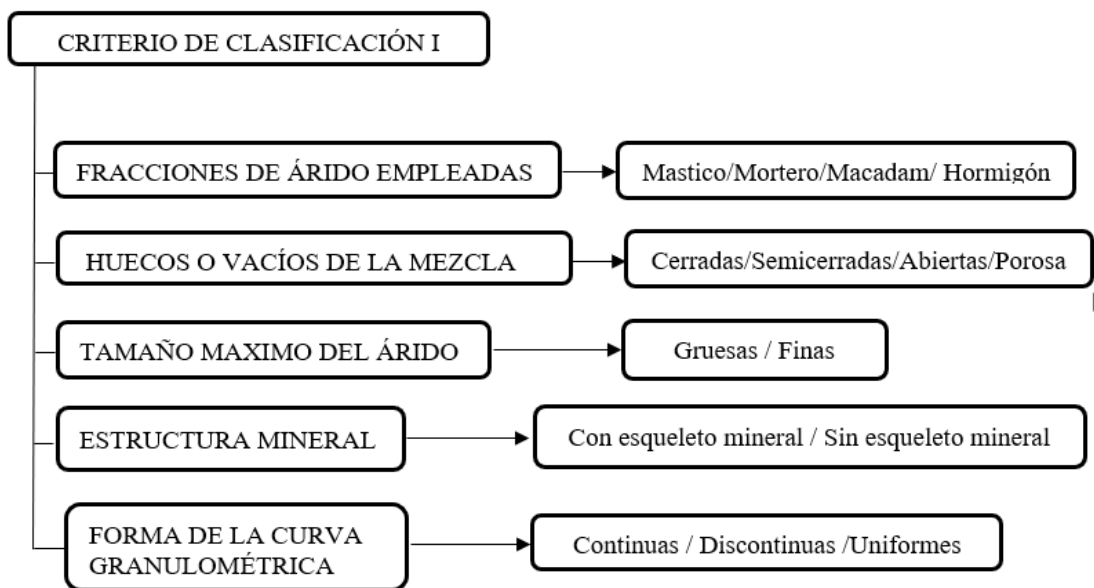 CRITERIO DE CLASIFICACIÓN I
FRACCIONES DE ÁRIDO EMPLEADAS
Mastico/Mortero/Macadam/ Hormigón
HUECOS O VACÍOS DE LA MEZCLA
Cerradas/Semicerradas/Abiertas/Porosa
TAMAÑO MAXIMO DEL ÁRIDO
Gruesas / Finas
ESTRUCTURA MINERAL
Con esqueleto mineral / Sin esqueleto mineral
FORMA DE LA CURVA
GRANULOMÉTRICA
Continuas / Discontinuas /Uniformes